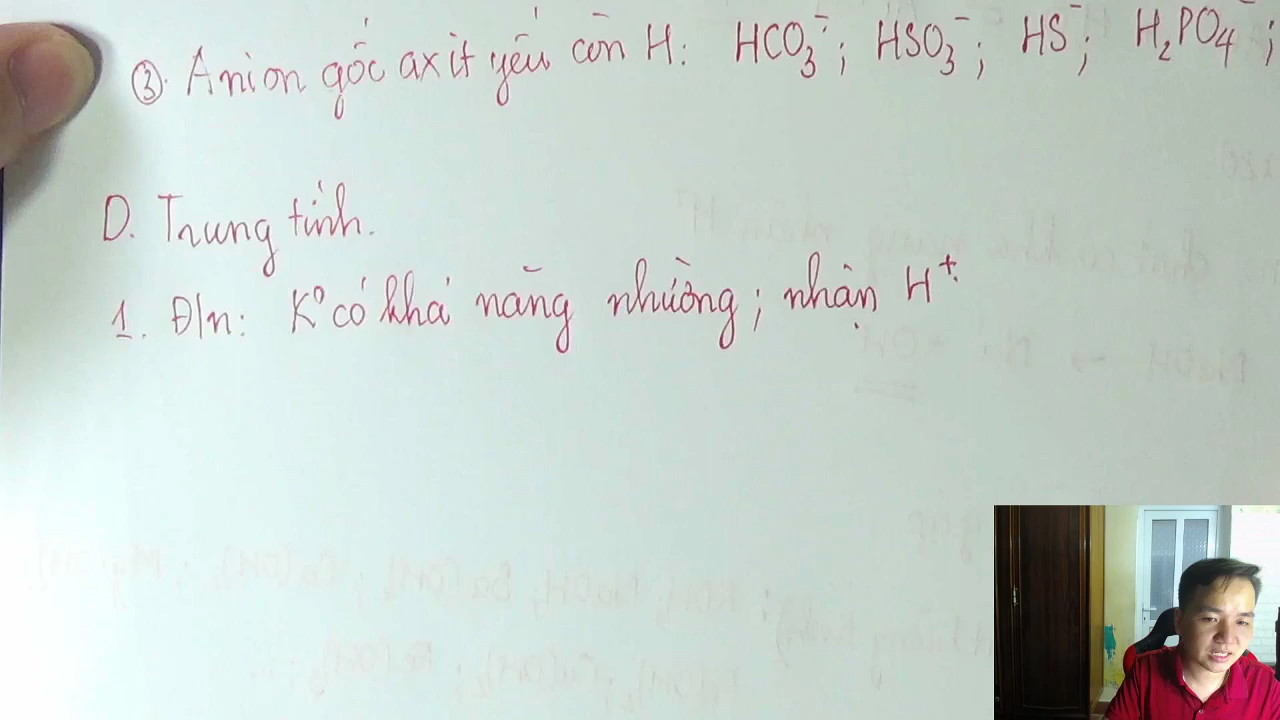 ③. Anion gốc axit yếu còn H: HCO₃⁻; HSO₃⁻; HS⁻; H₂PO₄⁻;
D. Trung tính.
1. Đ/n: K⁰ có khả năng nhường; nhận H⁺.